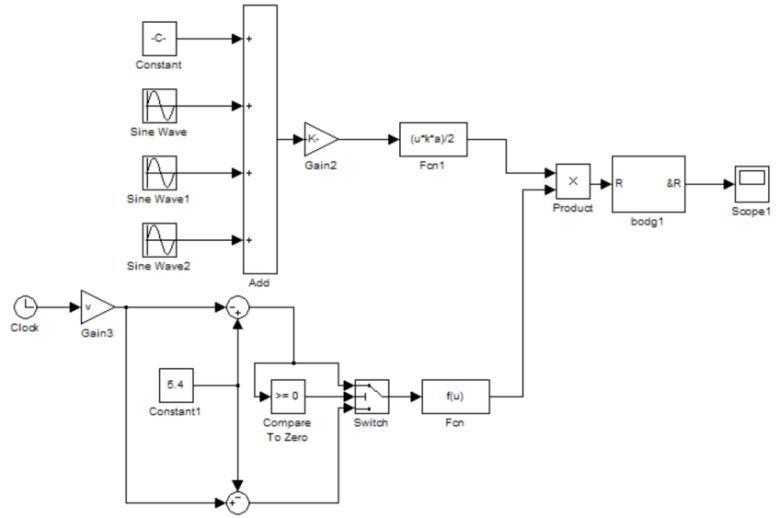 -C-
+
Constant
+
Sine Wave
+
K-
(u*k*a)/2
Gain2
Fcn1
+
Sine Wave1
×
R
&R
Product
bodg1
Scope1
+
Sine Wave2
Add
v
−
+
Clock
Gain3
5.4
>= 0
f(u)
Constant1
Compare
To Zero
Switch
Fcn
−
+